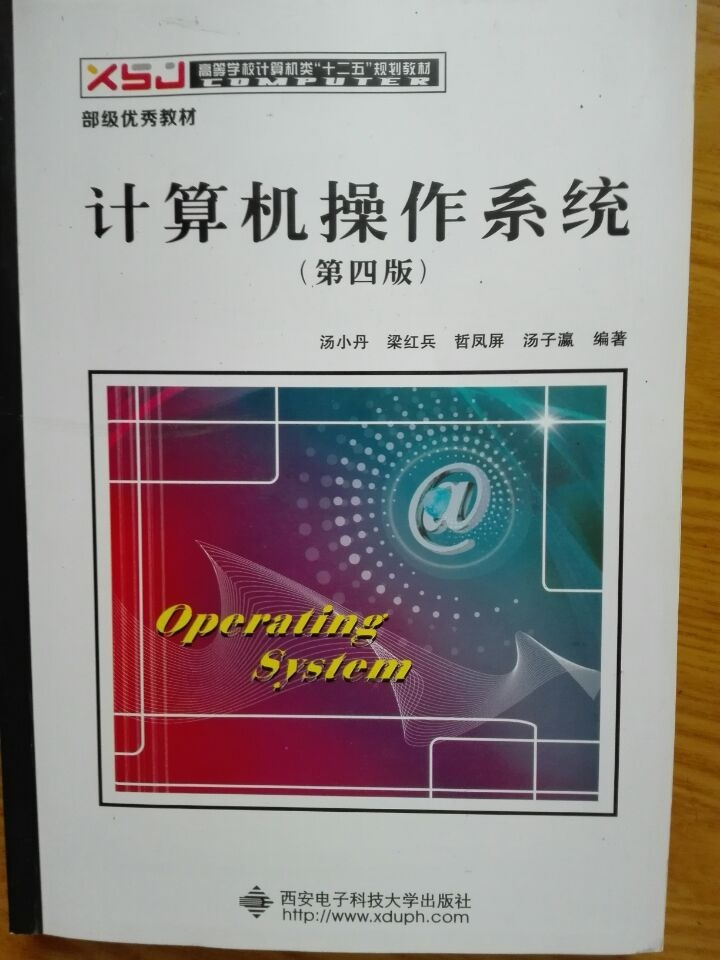 XSJ 高等学校计算机类“十二五”规划教材
COMPUTER
部级优秀教材
计算机操作系统
(第四版)
汤小丹 梁红兵 哲凤屏 汤子瀛 编著
@
Operating
System
西安电子科技大学出版社
http://www.xduph.com